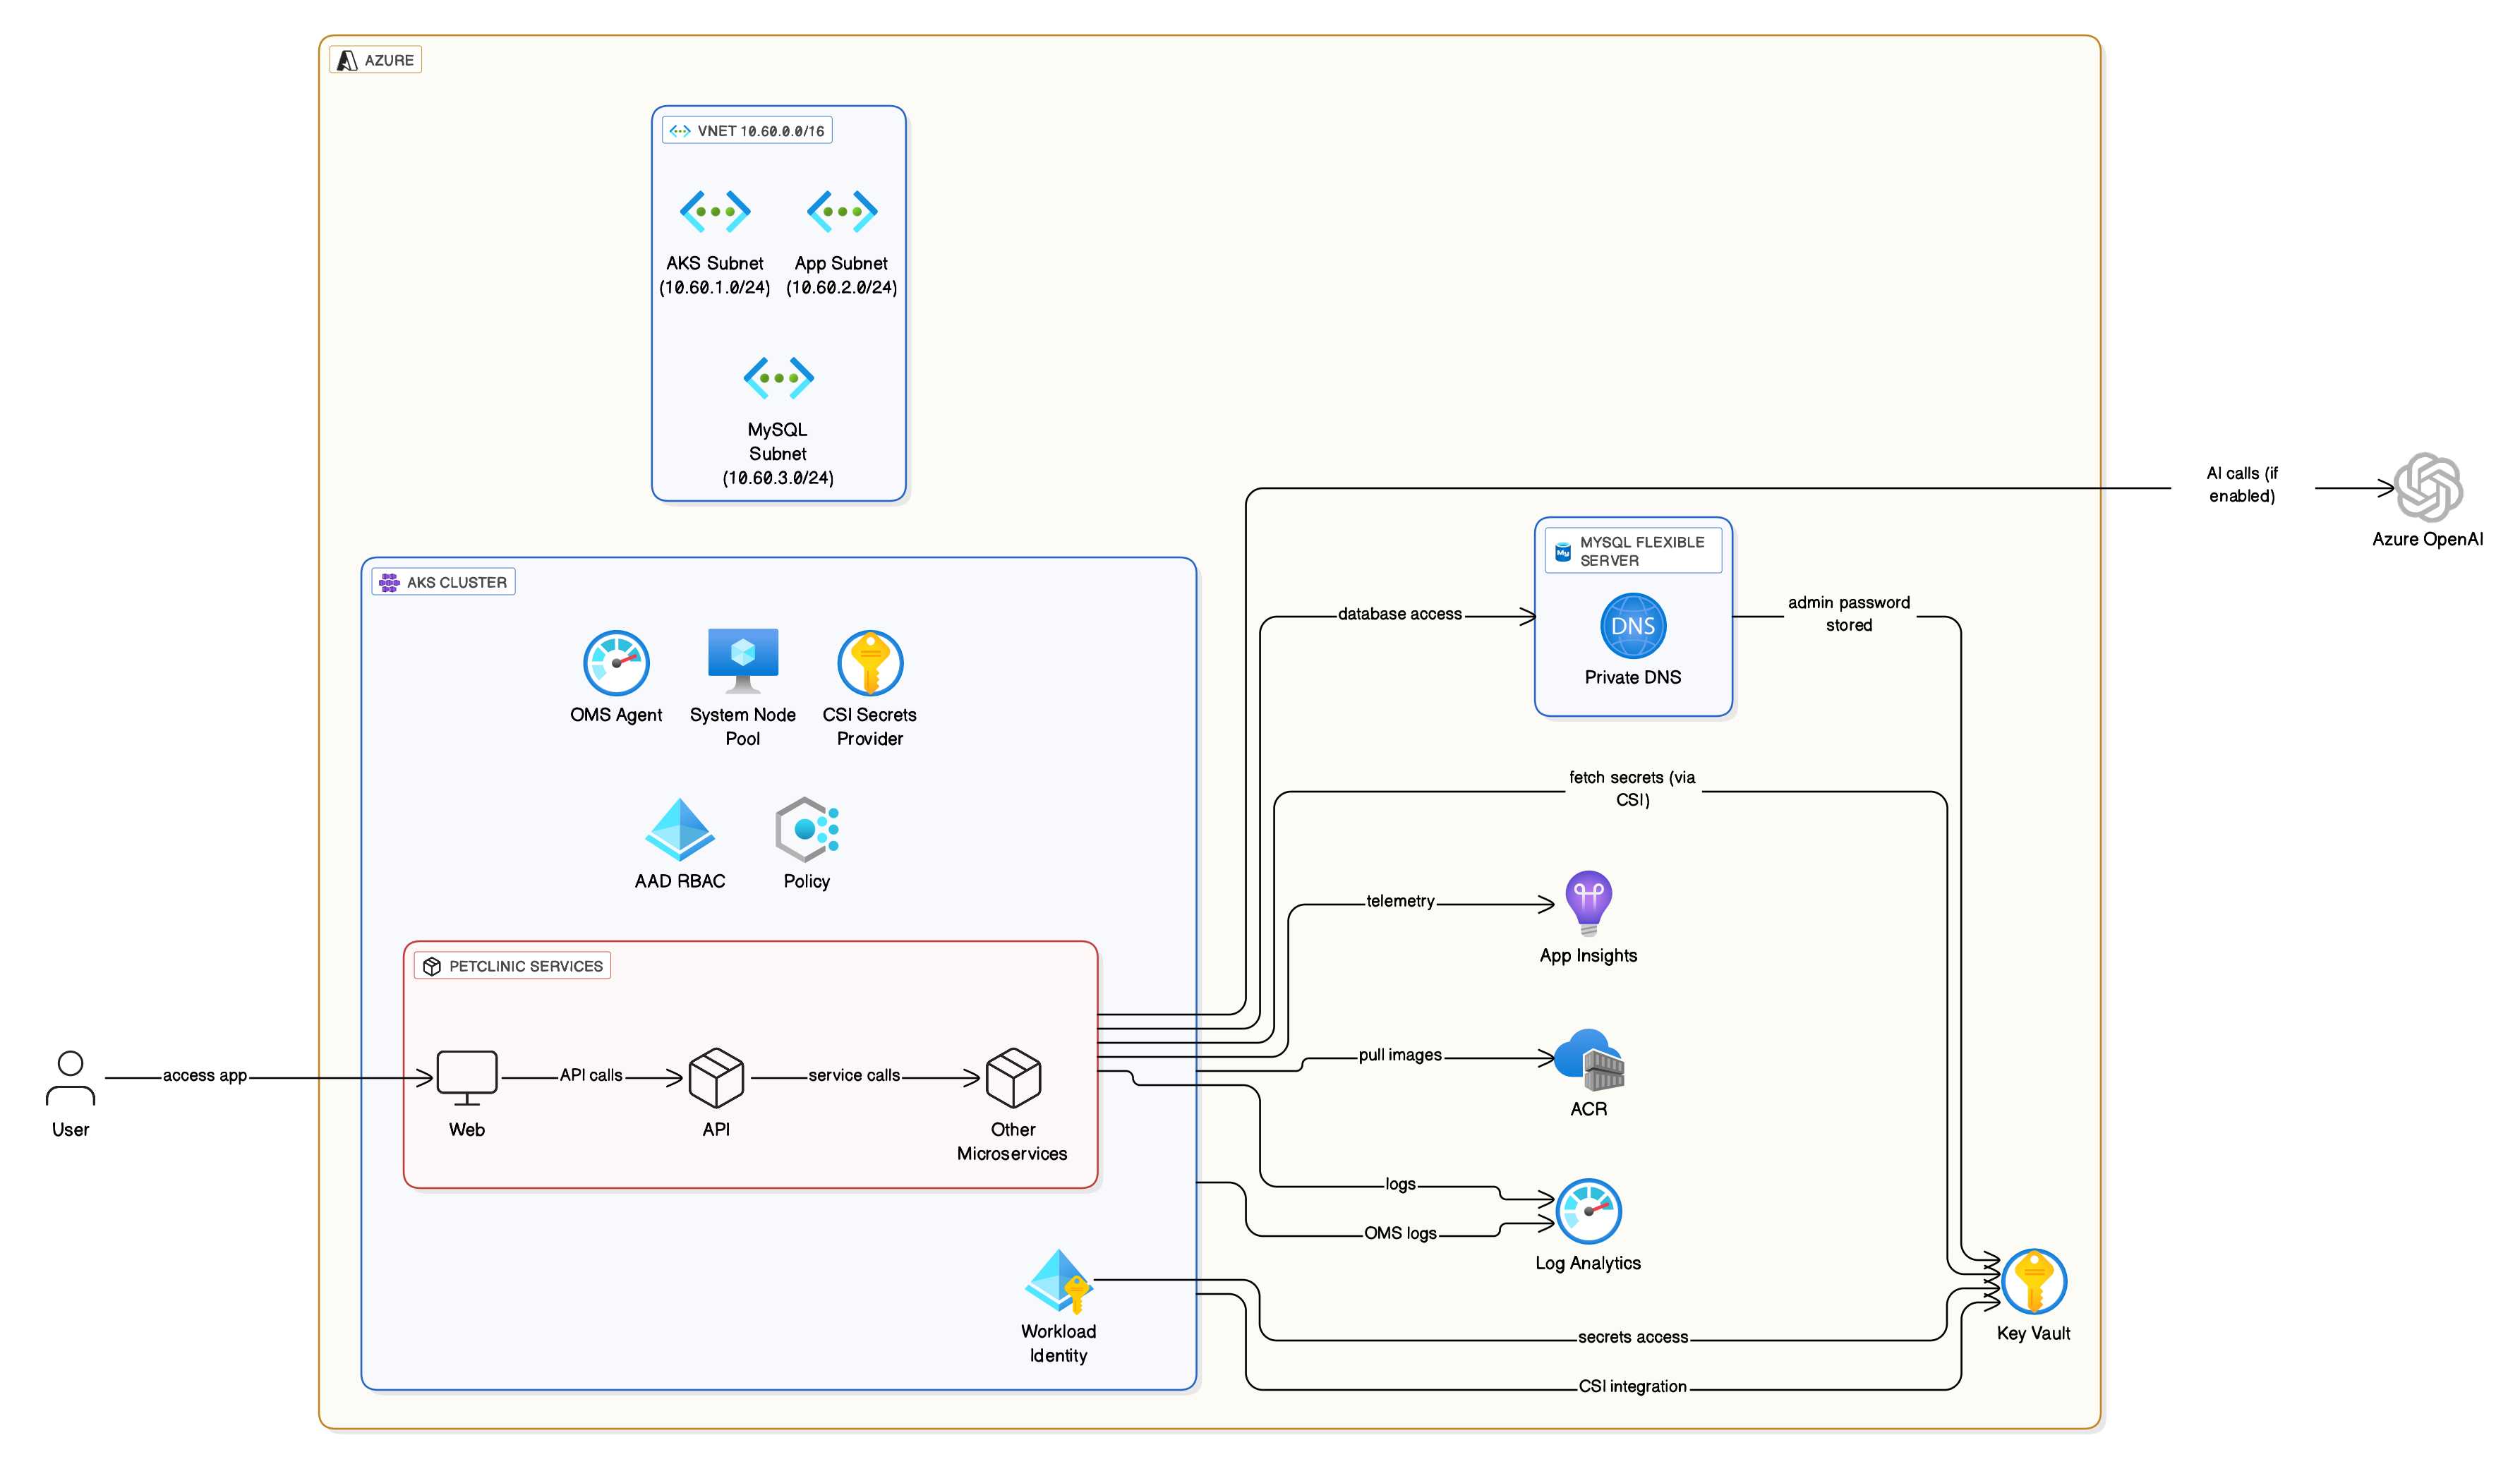 AZURE
VNET 10.60.0.0/16
AKS Subnet
(10.60.1.0/24)
App Subnet
(10.60.2.0/24)
MySQL
Subnet
(10.60.3.0/24)
AI calls (if
enabled)
Azure OpenAI
MYSQL FLEXIBLE
SERVER
My
DNS
Private DNS
database access
admin password
stored
AKS CLUSTER
OMS Agent
System Node
Pool
CSI Secrets
Provider
AAD RBAC
Policy
fetch secrets (via
CSI)
telemetry
App Insights
PETCLINIC SERVICES
User
access app
Web
API calls
API
service calls
Other
Microservices
pull images
ACR
logs
OMS logs
Log Analytics
Workload
Identity
secrets access
CSI integration
Key Vault